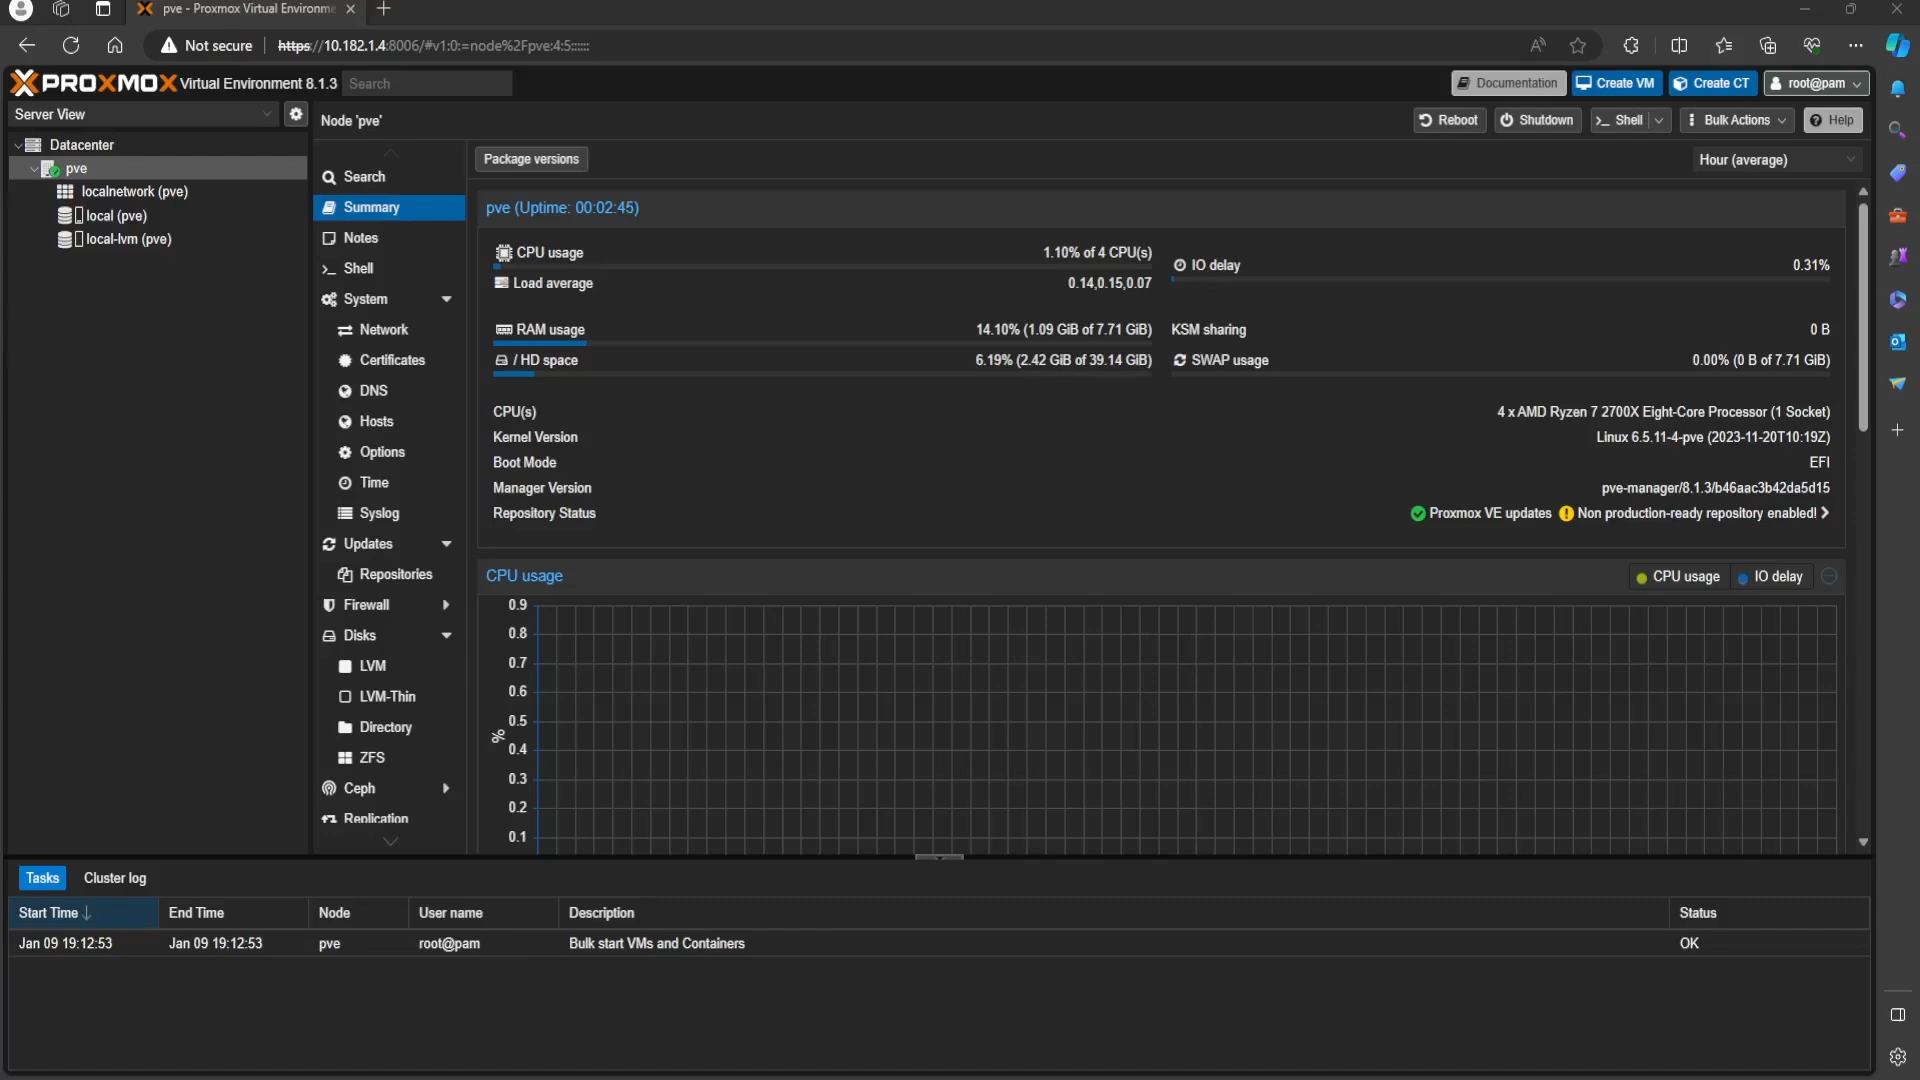 pve - Proxmox Virtual Environme
Not secure
https://10.182.1.4:8006/#v1:0:=node%2Fpve:4:5::::::
PROXMOX Virtual Environment 8.1.3
Search
Documentation
Create VM
Create CT
root@pam
Server View
Node 'pve'
Reboot
Shutdown
Shell
Bulk Actions
Help
Datacenter
pve
localnetwork (pve)
local (pve)
local-lvm (pve)
Search
Summary
Notes
Shell
System
Network
Certificates
DNS
Hosts
Options
Time
Syslog
Updates
Repositories
Firewall
Disks
LVM
LVM-Thin
Directory
ZFS
Ceph
Replication
Package versions
Hour (average)
pve (Uptime: 00:02:45)
CPU usage 1.10% of 4 CPU(s)
IO delay 0.31%
Load average 0.14,0.15,0.07
RAM usage 14.10% (1.09 GiB of 7.71 GiB)
KSM sharing 0 B
/ HD space 6.19% (2.42 GiB of 39.14 GiB)
SWAP usage 0.00% (0 B of 7.71 GiB)
CPU(s) 4 x AMD Ryzen 7 2700X Eight-Core Processor (1 Socket)
Kernel Version Linux 6.5.11-4-pve (2023-11-20T10:19Z)
Boot Mode EFI
Manager Version pve-manager/8.1.3/b46aac3b42da5d15
Repository Status Proxmox VE updates Non production-ready repository enabled!
CPU usage
CPU usage
IO delay
0.9
0.8
0.7
0.6
0.5
%
0.4
0.3
0.2
0.1
Tasks
Cluster log
Start Time End Time Node User name Description Status
Jan 09 19:12:53 Jan 09 19:12:53 pve root@pam Bulk start VMs and Containers OK